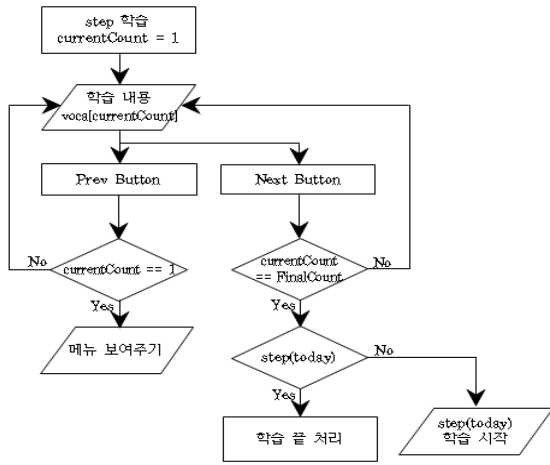 step 학습
currentCount = 1
학습 내용
voca[currentCount]
Prev Button
Next Button
No
currentCount == 1
currentCount
== FinalCount
No
Yes
Yes
메뉴 보여주기
step(today)
No
Yes
학습 끝 처리
step(today)
학습 시작